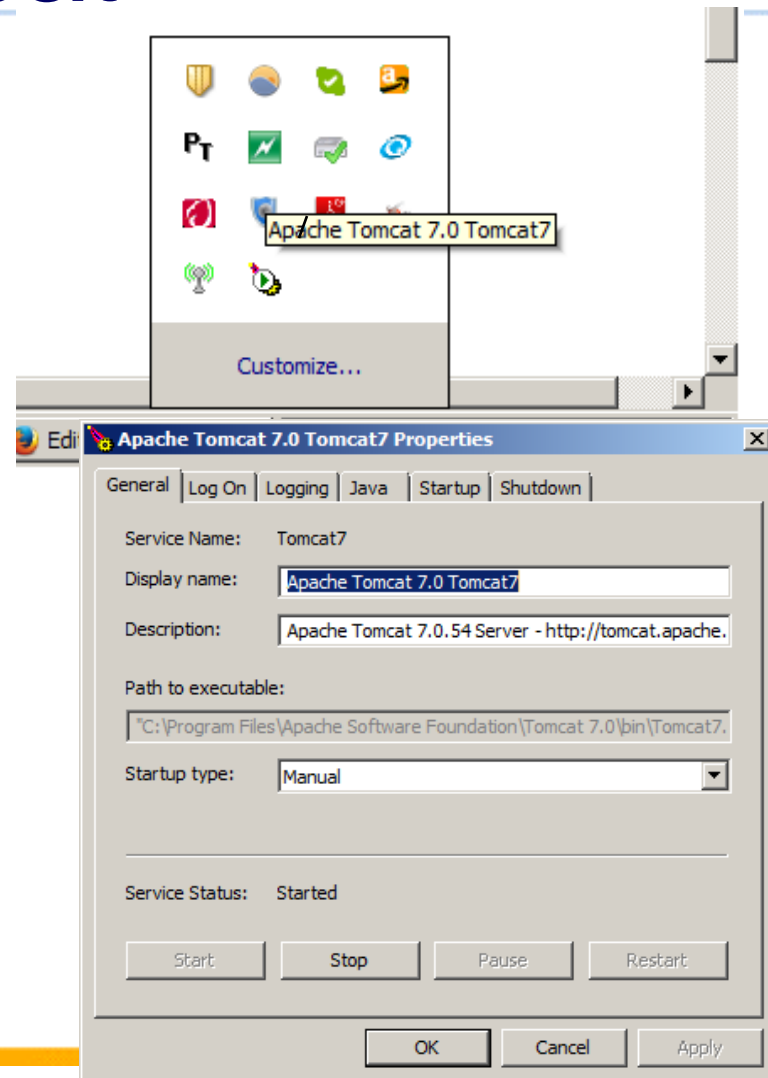 PT
Apache Tomcat 7.0 Tomcat7
Customize...
Edi
Apache Tomcat 7.0 Tomcat7 Properties
General Log On Logging Java Startup Shutdown
Service Name: Tomcat7
Display name: Apache Tomcat 7.0 Tomcat7
Description: Apache Tomcat 7.0.54 Server - http://tomcat.apache.
Path to executable:
"C:\Program Files\Apache Software Foundation\Tomcat 7.0\bin\Tomcat7.
Startup type: Manual
Service Status: Started
Start Stop Pause Restart
OK Cancel Apply